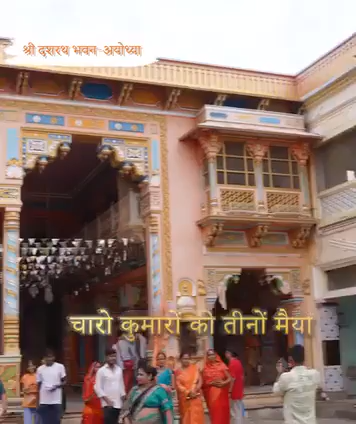 श्री दशरथ भवन अयोध्या
चारो कुमारों की तीनों मैया